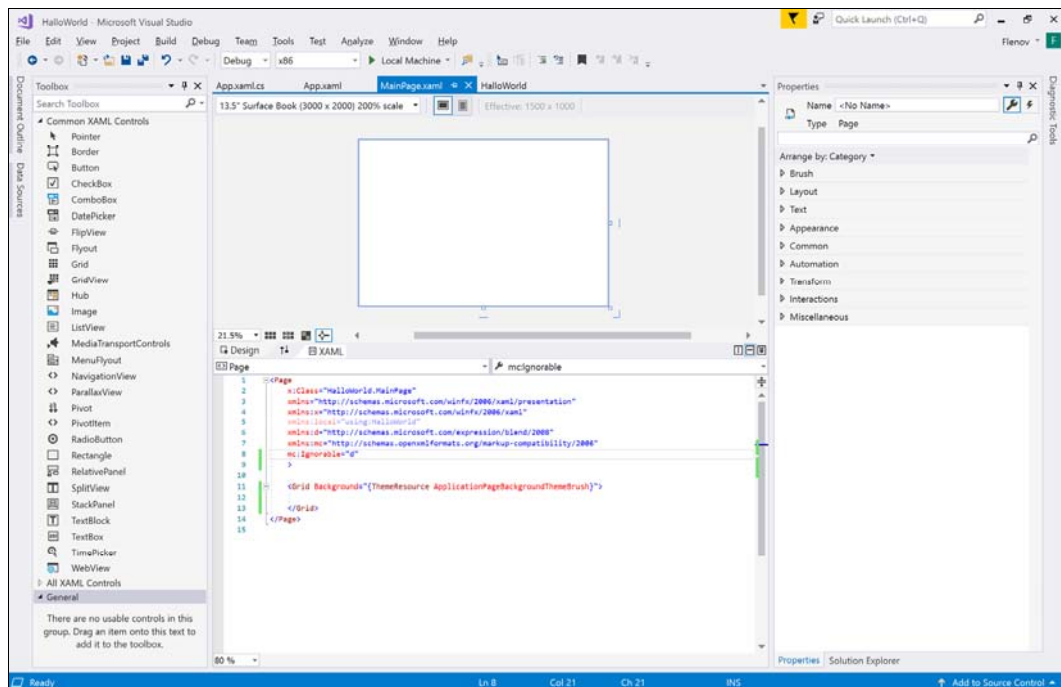 HalloWorld - Microsoft Visual Studio
Quick Launch (Ctrl+Q)
File Edit View Project Build Debug Team Tools Test Analyze Window Help
Flenov
F
Debug x86 Local Machine
Document Outline
Data Sources
Toolbox
Search Toolbox
Common XAML Controls
Pointer
Border
Button
CheckBox
ComboBox
DatePicker
FlipView
Flyout
Grid
GridView
Hub
Image
ListView
MediaTransportControls
MenuFlyout
NavigationView
ParallaxView
Pivot
PivotItem
RadioButton
Rectangle
RelativePanel
SplitView
StackPanel
TextBlock
TextBox
TimePicker
WebView
All XAML Controls
General
There are no usable controls in this
group. Drag an item onto this text to
add it to the toolbox.
App.xaml.cs App.xaml MainPage.xaml HalloWorld
13.5" Surface Book (3000 x 2000) 200% scale Effective: 1500 x 1000
21.5%
Design XAML
Page mc:Ignorable
1 <Page
2 x:Class="HalloWorld.MainPage"
3 xmlns="http://schemas.microsoft.com/winfx/2006/xaml/presentation"
4 xmlns:x="http://schemas.microsoft.com/winfx/2006/xaml"
5 xmlns:local="using:HalloWorld"
6 xmlns:d="http://schemas.microsoft.com/expression/blend/2008"
7 xmlns:mc="http://schemas.openxmlformats.org/markup-compatibility/2006"
8 mc:Ignorable="d"
9 >
10
11 <Grid Background="{ThemeResource ApplicationPageBackgroundThemeBrush}">
12
13 </Grid>
14 </Page>
15
80 %
Properties
Name <No Name>
Type Page
Arrange by: Category
Brush
Layout
Text
Appearance
Common
Automation
Transform
Interactions
Miscellaneous
Properties Solution Explorer
Diagnostic Tools
Ready Ln 8 Col 21 Ch 21 INS Add to Source Control